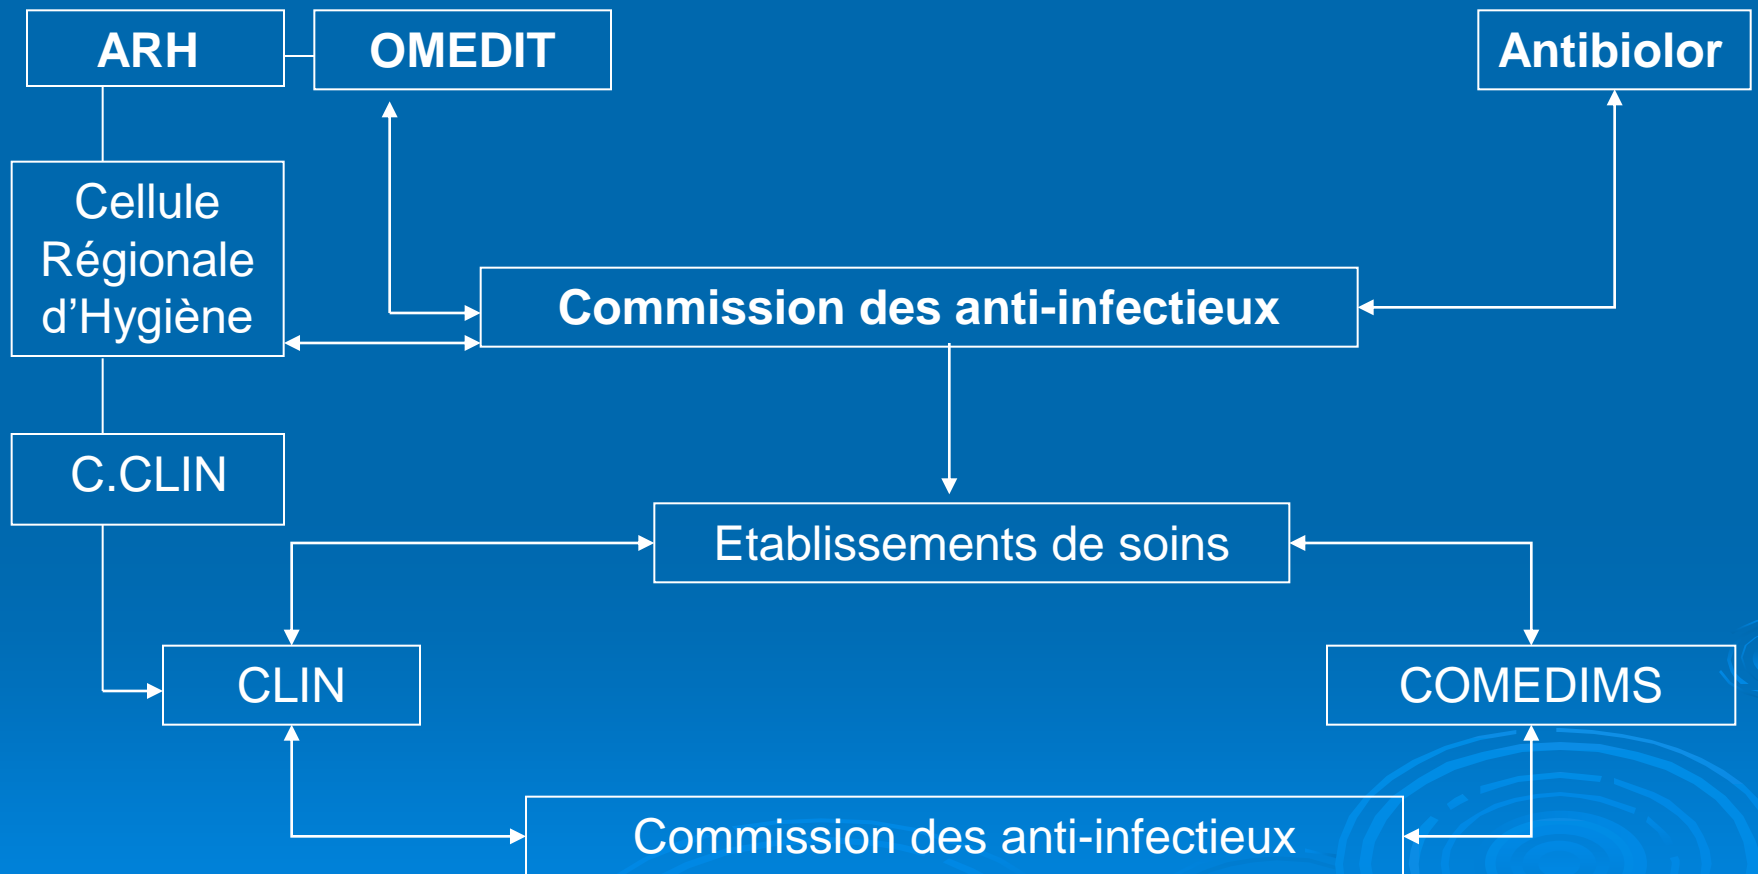 ARH
OMEDIT
Antibiolor
Cellule
Régionale
d’Hygiène
Commission des anti-infectieux
C.CLIN
Etablissements de soins
CLIN
COMEDIMS
Commission des anti-infectieux